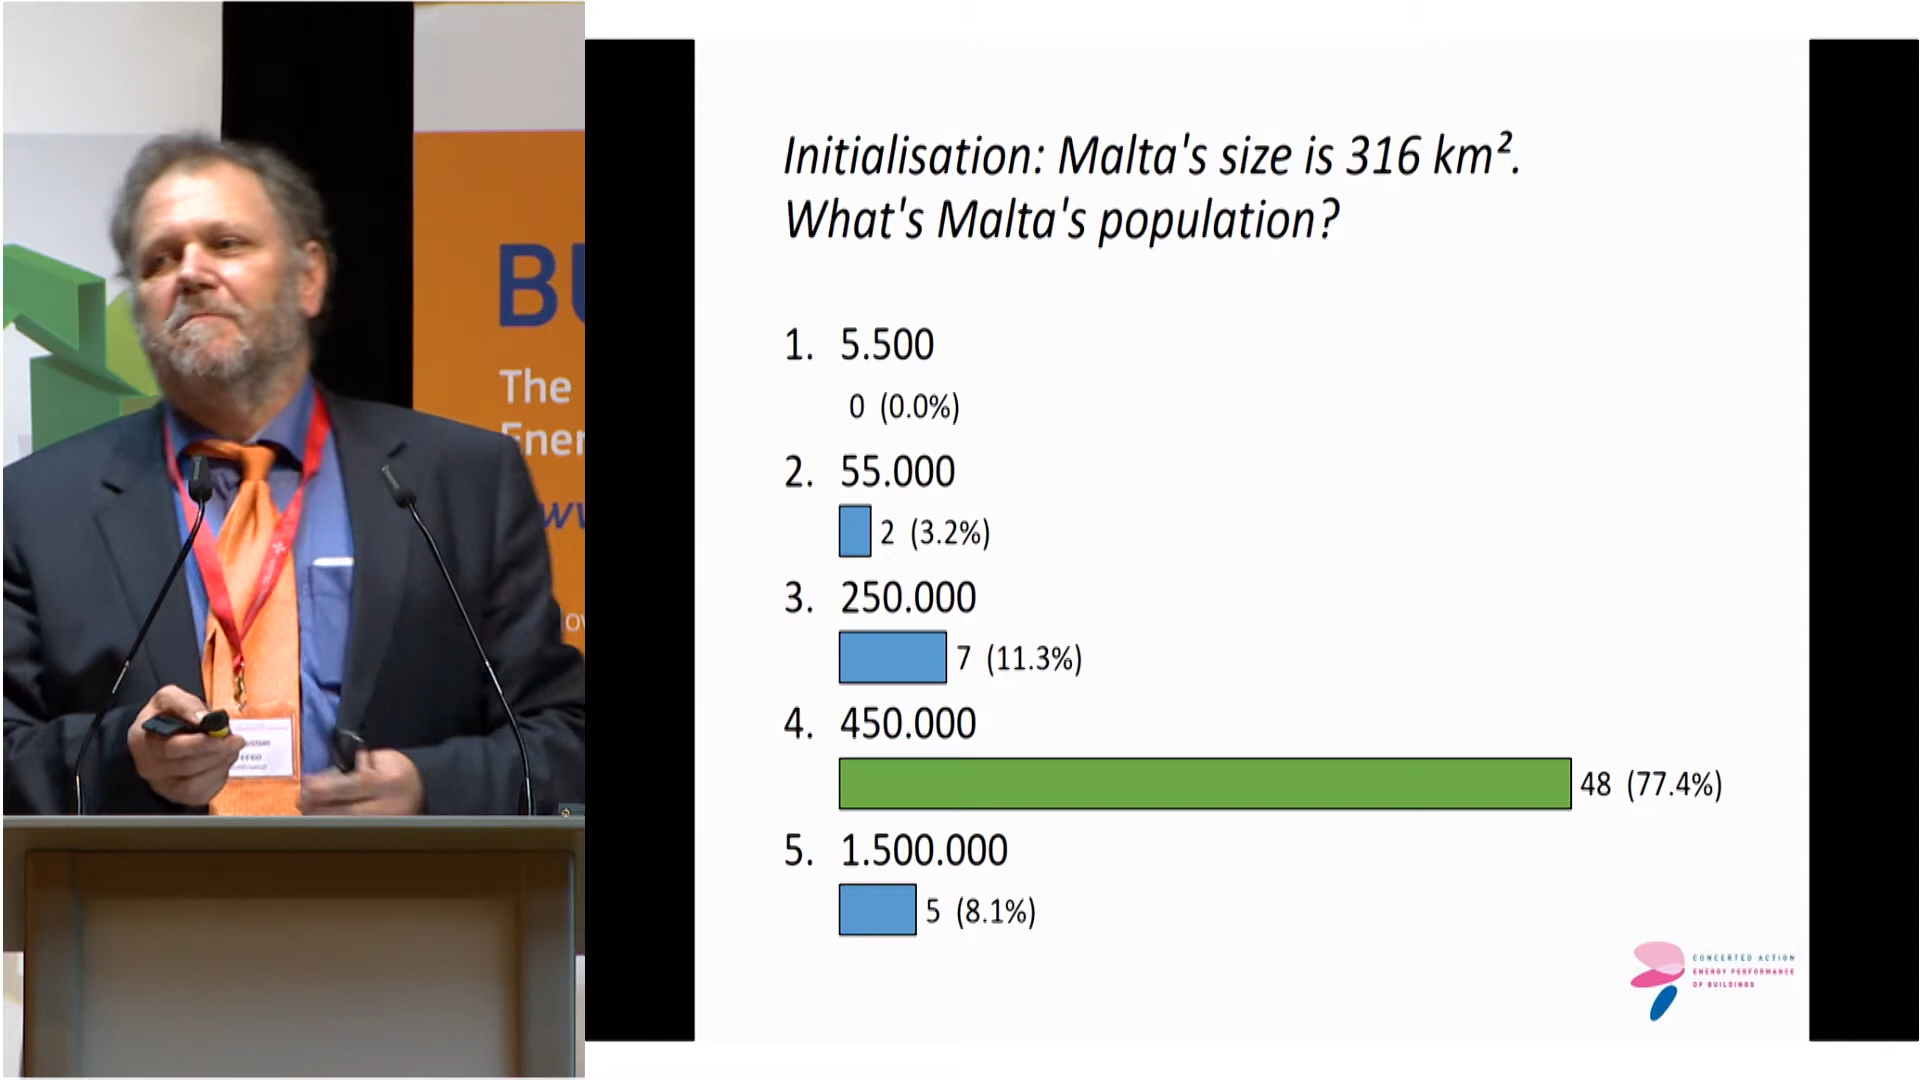 BU
The
Ener
Initialisation: Malta's size is 316 km².
What's Malta's population?
1. 5.500
0 (0.0%)
2. 55.000
2 (3.2%)
3. 250.000
7 (11.3%)
4. 450.000
48 (77.4%)
5. 1.500.000
5 (8.1%)
CONCERTED ACTION
ENERGY PERFORMANCE
OF BUILDINGS